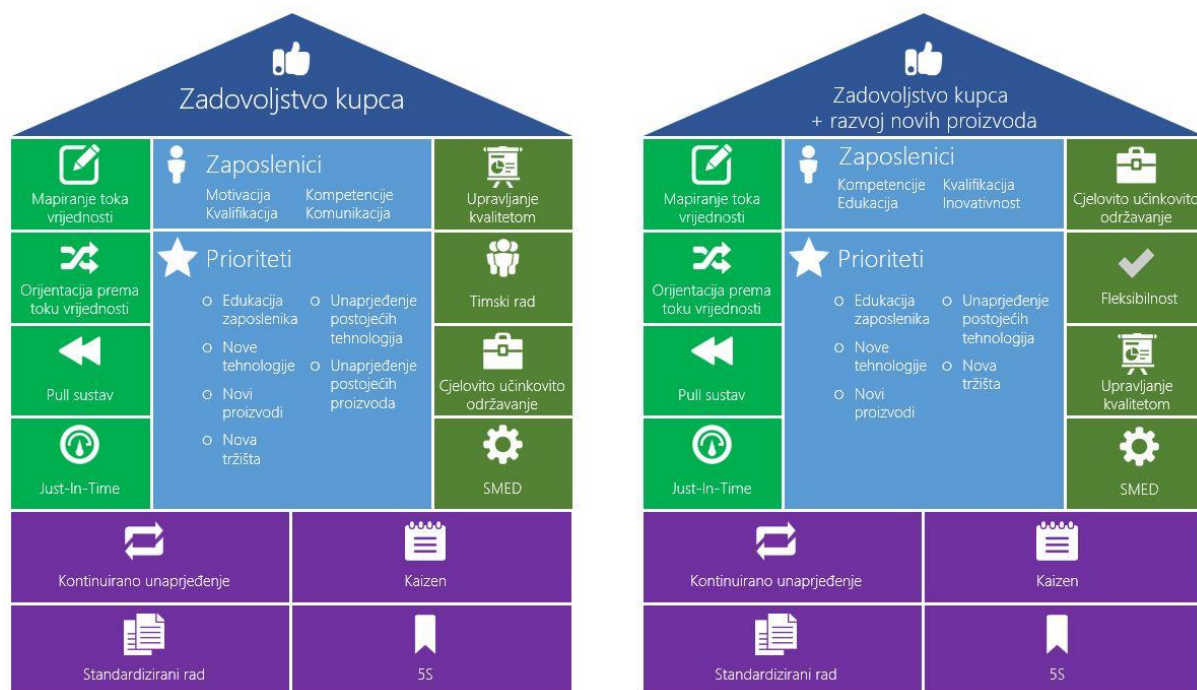 Zadovoljstvo kupca
Mapiranje toka
vrijednosti
Zaposlenici
Motivacija Kompetencije
Kvalifikacija Komunikacija
Upravljanje
kvalitetom
Orijentacija prema
toku vrijednosti
Pull sustav
Just-In-Time
Prioriteti
Edukacija
zaposlenika
Nove
tehnologije
Novi
proizvodi
Nova
tržišta
Unaprjeđenje
postojećih
tehnologija
Unaprjeđenje
postojećih
proizvoda
Timski rad
Cjelovito učinkovito
održavanje
SMED
Kontinuirano unaprjeđenje
Kaizen
Standardizirani rad
5S
Zadovoljstvo kupca
+ razvoj novih proizvoda
Mapiranje toka
vrijednosti
Zaposlenici
Kompetencije Kvalifikacija
Edukacija Inovativnost
Cjelovito učinkovito
održavanje
Orijentacija prema
toku vrijednosti
Pull sustav
Just-In-Time
Prioriteti
Edukacija
zaposlenika
Nove
tehnologije
Novi
proizvodi
Unaprjeđenje
postojećih
tehnologija
Nova
tržišta
Fleksibilnost
Upravljanje
kvalitetom
SMED
Kontinuirano unaprjeđenje
Kaizen
Standardizirani rad
5S